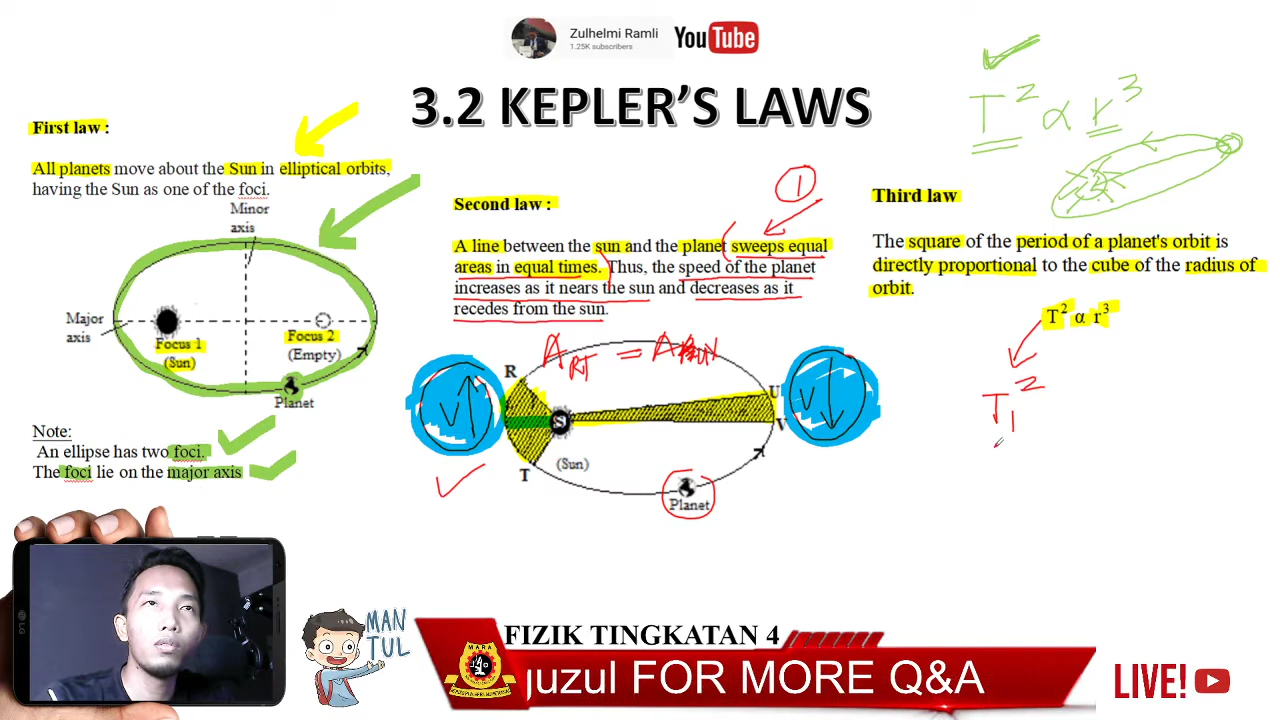 Zulhelmi Ramli
1.25K subscribers
YouTube
3.2 KEPLER'S LAWS
T² α r³
First law :
All planets move about the Sun in elliptical orbits,
having the Sun as one of the foci.
Minor
axis
Major
axis
Focus 1
(Sun)
Focus 2
(Empty)
Planet
Note:
An ellipse has two foci.
The foci lie on the major axis
1
Second law :
A line between the sun and the planet sweeps equal
areas in equal times. Thus, the speed of the planet
increases as it nears the sun and decreases as it
recedes from the sun.
A RT = A
R
V
S
U
V
V
T
(Sun)
Planet
Third law
The square of the period of a planet's orbit is
directly proportional to the cube of the radius of
orbit.
T² α r³
T₁²
LG
MAN
TUL
MARA
FIZIK TINGKATAN 4
juzul FOR MORE Q&A
LIVE!